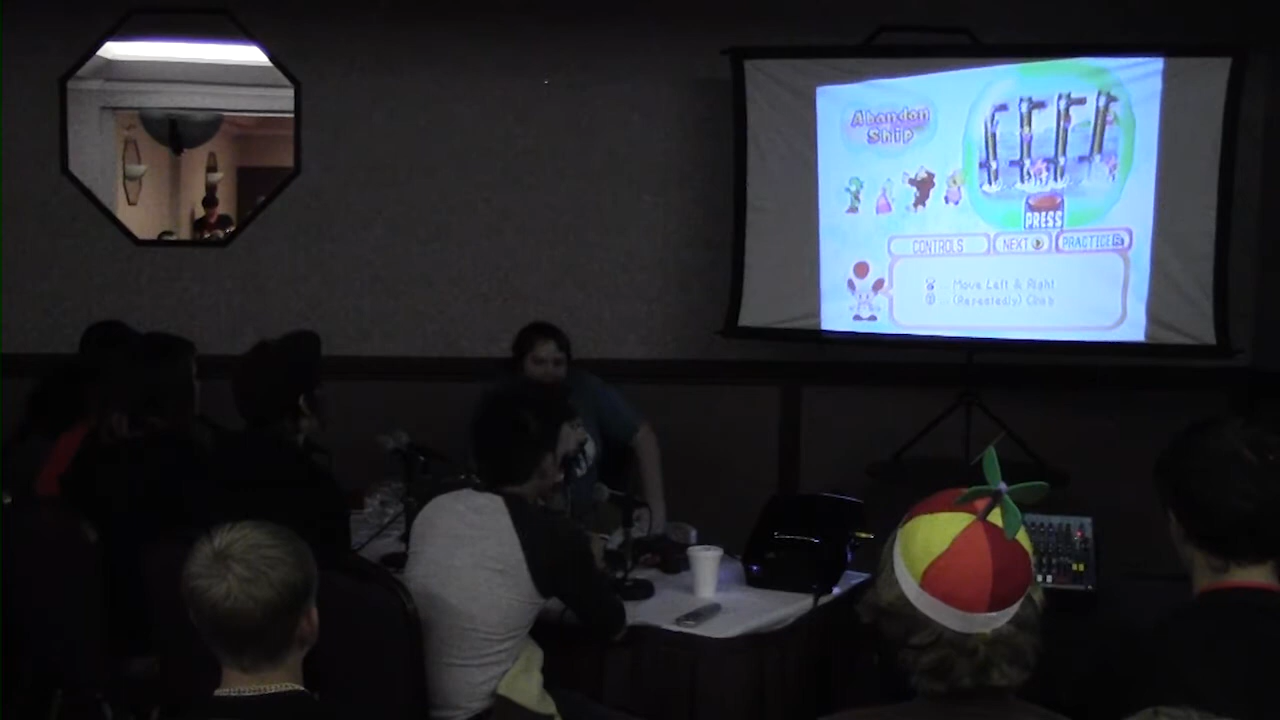 Abandon
Ship
PRESS
CONTROLS
NEXT
PRACTICE
Move Left & Right
(Repeatedly) Climb